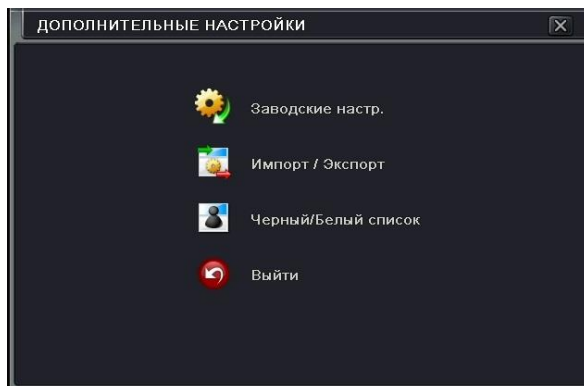 ДОПОЛНИТЕЛЬНЫЕ НАСТРОЙКИ
Заводские настр.
Импорт / Экспорт
Черный/Белый список
Выйти